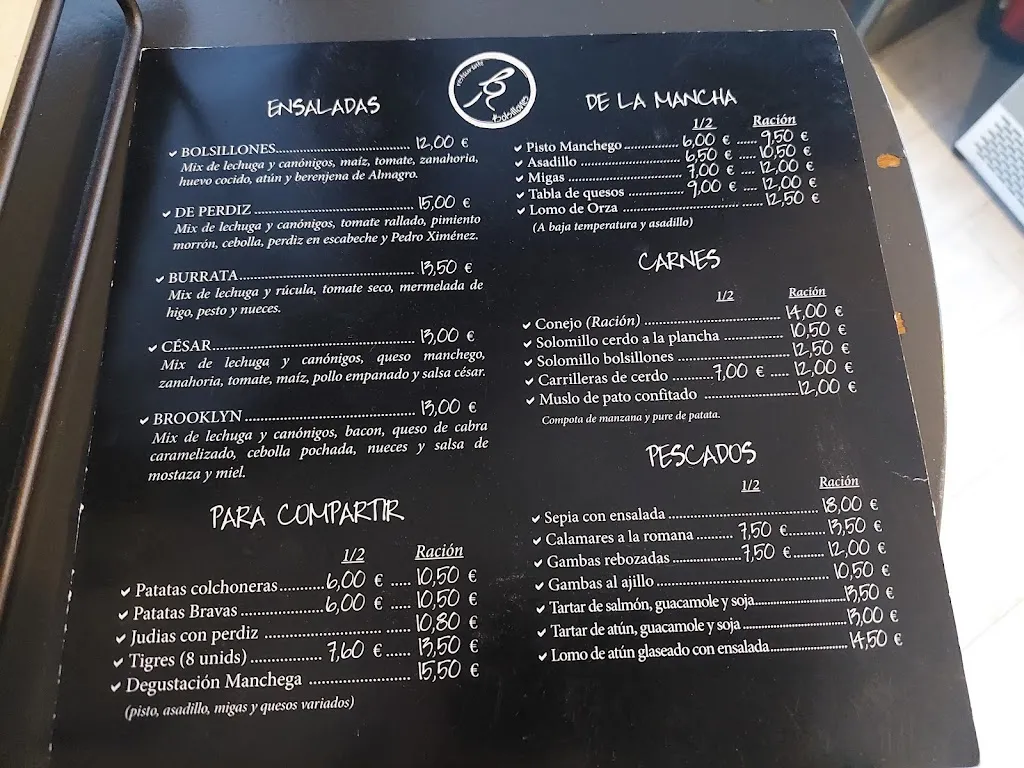 restaurante
Bolsillones
ENSALADAS
BOLSILLONES.......... 12,00 €
Mix de lechuga y canónigos, maíz, tomate, zanahoria,
huevo cocido, atún y berenjena de Almagro.
DE PERDIZ .......... 15,00 €
Mix de lechuga y canónigos, tomate rallado, pimiento
morrón, cebolla, perdiz en escabeche y Pedro Ximénez.
BURRATA.......... 13,50 €
Mix de lechuga y rúcula, tomate seco, mermelada de
higo, pesto y nueces.
CÉSAR.......... 13,00 €
Mix de lechuga y canónigos, queso manchego,
zanahoria, tomate, maíz, pollo empanado y salsa césar.
BROOKLYN .......... 13,00 €
Mix de lechuga y canónigos, bacon, queso de cabra
caramelizado, cebolla pochada, nueces y salsa de
mostaza y miel.
PARA COMPARTIR
1/2 Ración
Patatas colchoneras.......... 6,00 € ..... 10,50 €
Patatas Bravas.......... 6,00 € ..... 10,50 €
Judias con perdiz .......... 10,80 €
Tigres (8 unids) .......... 7,60 € ..... 13,50 €
Degustación Manchega .......... 15,50 €
(pisto, asadillo, migas y quesos variados)
DE LA MANCHA
1/2 Ración
Pisto Manchego .......... 6,00 € ..... 9,50 €
Asadillo .......... 6,50 € ..... 10,50 €
Migas .......... 7,00 € .... 12,00 €
Tabla de quesos .......... 9,00 € .... 12,00 €
Lomo de Orza .......... 12,50 €
(A baja temperatura y asadillo)
CARNES
1/2 Ración
Conejo (Ración) .......... 14,00 €
Solomillo cerdo a la plancha .......... 10,50 €
Solomillo bolsillones .......... 12,50 €
Carrilleras de cerdo .......... 7,00 € ..... 12,00 €
Muslo de pato confitado .......... 12,00 €
Compota de manzana y pure de patata.
PESCADOS
1/2 Ración
Sepia con ensalada .......... 18,00 €
Calamares a la romana ......... 7,50 €........ 13,50 €
Gambas rebozadas .......... 7,50 €........ 12,00 €
Gambas al ajillo .......... 10,50 €
Tartar de salmón, guacamole y soja.......... 13,50 €
Tartar de atún, guacamole y soja .......... 13,00 €
Lomo de atún glaseado con ensalada.......... 14,50 €